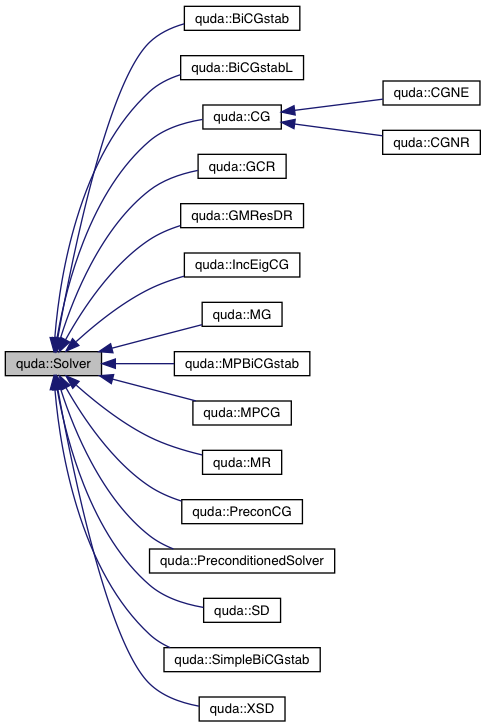 quda::BiCGstab
quda::BiCGstabL
quda::CGNE
quda::CG
quda::CGNR
quda::GCR
quda::GMResDR
quda::IncEigCG
quda::MG
quda::Solver
quda::MPBiCGstab
quda::MPCG
quda::MR
quda::PreconCG
quda::PreconditionedSolver
quda::SD
quda::SimpleBiCGstab
quda::XSD